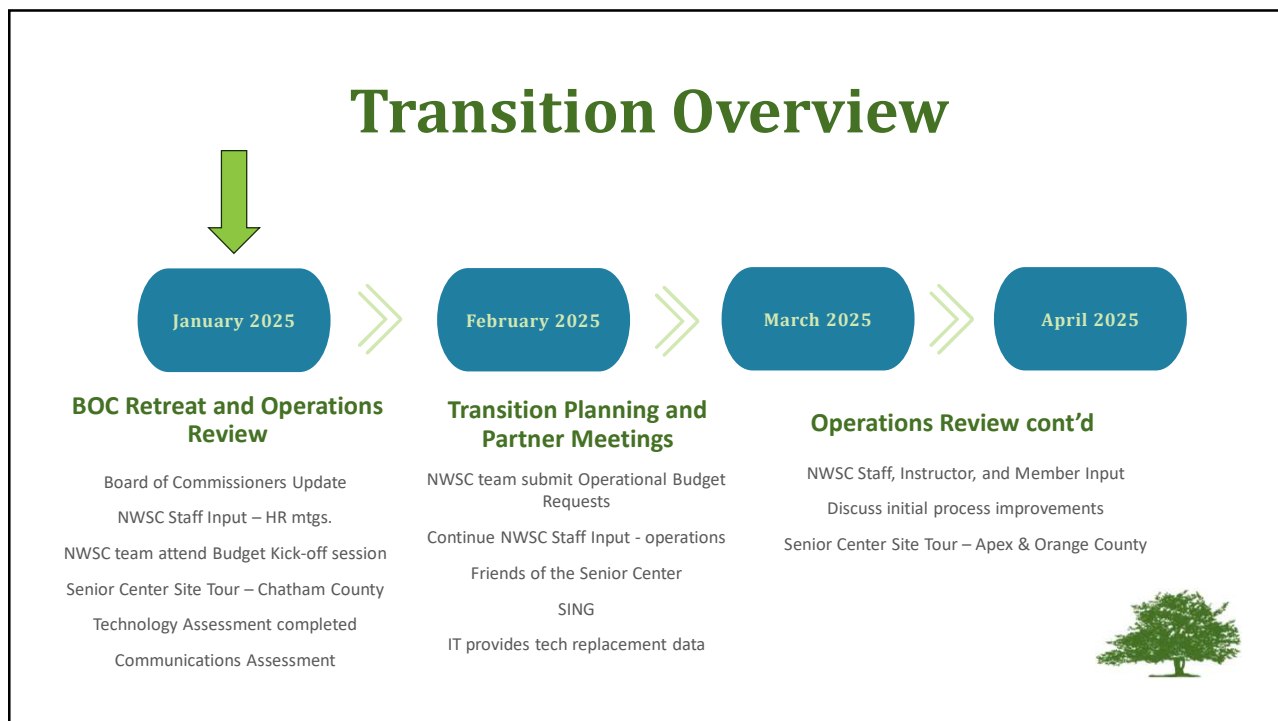 Transition Overview
January 2025
February 2025
March 2025
April 2025
BOC Retreat and Operations
Review
Board of Commissioners Update
NWSC Staff Input – HR mtgs.
NWSC team attend Budget Kick-off session
Senior Center Site Tour – Chatham County
Technology Assessment completed
Communications Assessment
Transition Planning and
Partner Meetings
NWSC team submit Operational Budget
Requests
Continue NWSC Staff Input - operations
Friends of the Senior Center
SING
IT provides tech replacement data
Operations Review cont’d
NWSC Staff, Instructor, and Member Input
Discuss initial process improvements
Senior Center Site Tour – Apex & Orange County